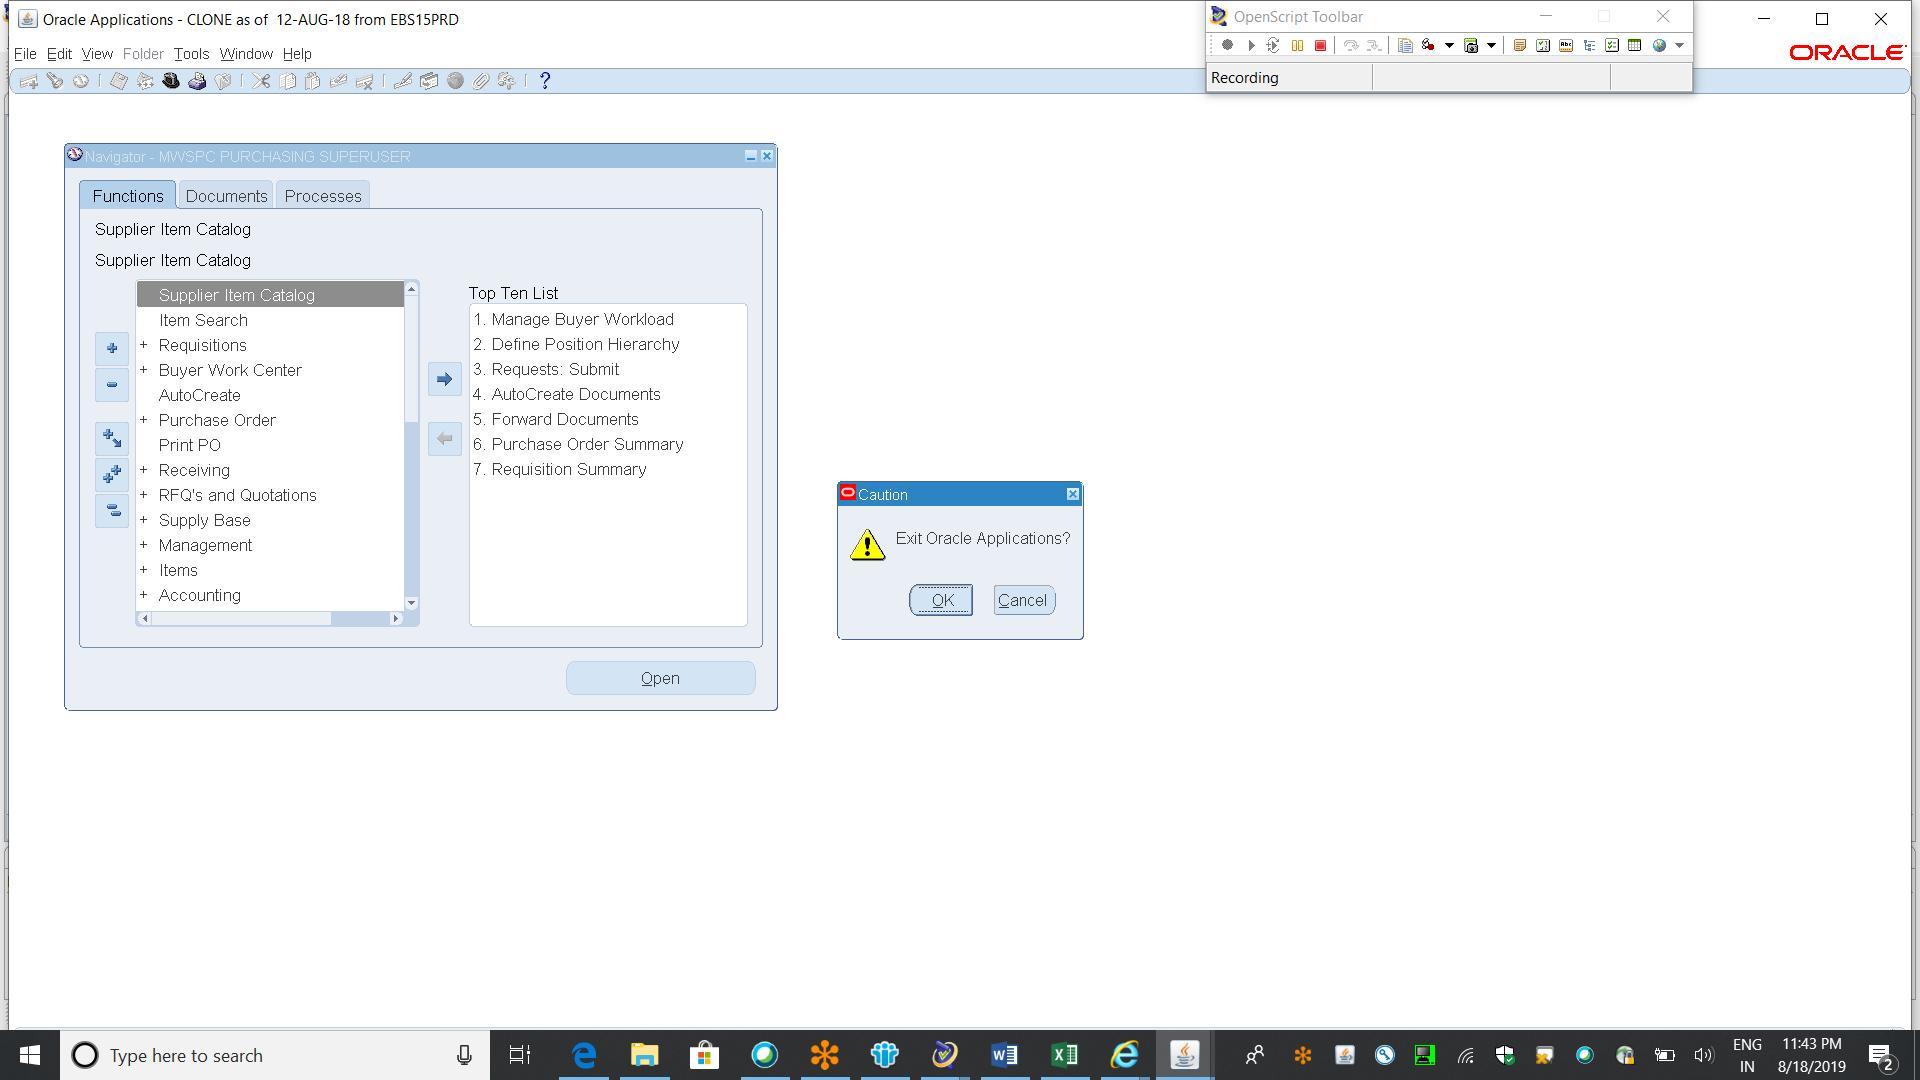 Oracle Applications - CLONE as of  12-AUG-18 from EBS15PRD
File Edit View Folder Tools Window Help
ORACLE
OpenScript Toolbar
Recording
Navigator - MWSPC PURCHASING SUPERUSER
Functions Documents Processes
Supplier Item Catalog
Supplier Item Catalog
Supplier Item Catalog
Item Search
+ Requisitions
+ Buyer Work Center
AutoCreate
+ Purchase Order
Print PO
+ Receiving
+ RFQ's and Quotations
+ Supply Base
+ Management
+ Items
+ Accounting
Top Ten List
1. Manage Buyer Workload
2. Define Position Hierarchy
3. Requests: Submit
4. AutoCreate Documents
5. Forward Documents
6. Purchase Order Summary
7. Requisition Summary
Open
Caution
Exit Oracle Applications?
OK Cancel
Type here to search
ENG
IN
11:43 PM
8/18/2019
2